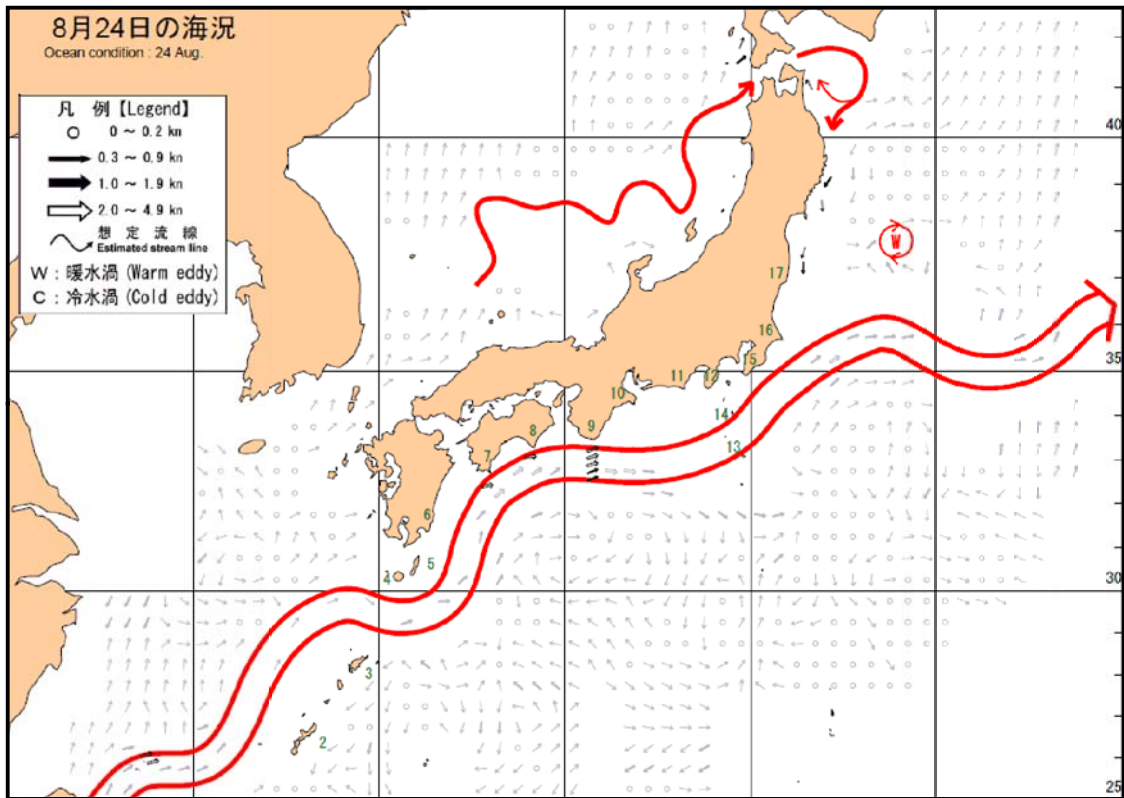 8月24日の海況
Ocean condition : 24 Aug.
凡 例【Legend】
0 ～ 0.2 kn
0.3 ～ 0.9 kn
1.0 ～ 1.9 kn
2.0 ～ 4.9 kn
想 定 流 線
Estimated stream line
W : 暖水渦 (Warm eddy)
C : 冷水渦 (Cold eddy)
40
W
17
16
35
15
12
11
10
14
9
8
13
7
6
5
4
30
3
2
25